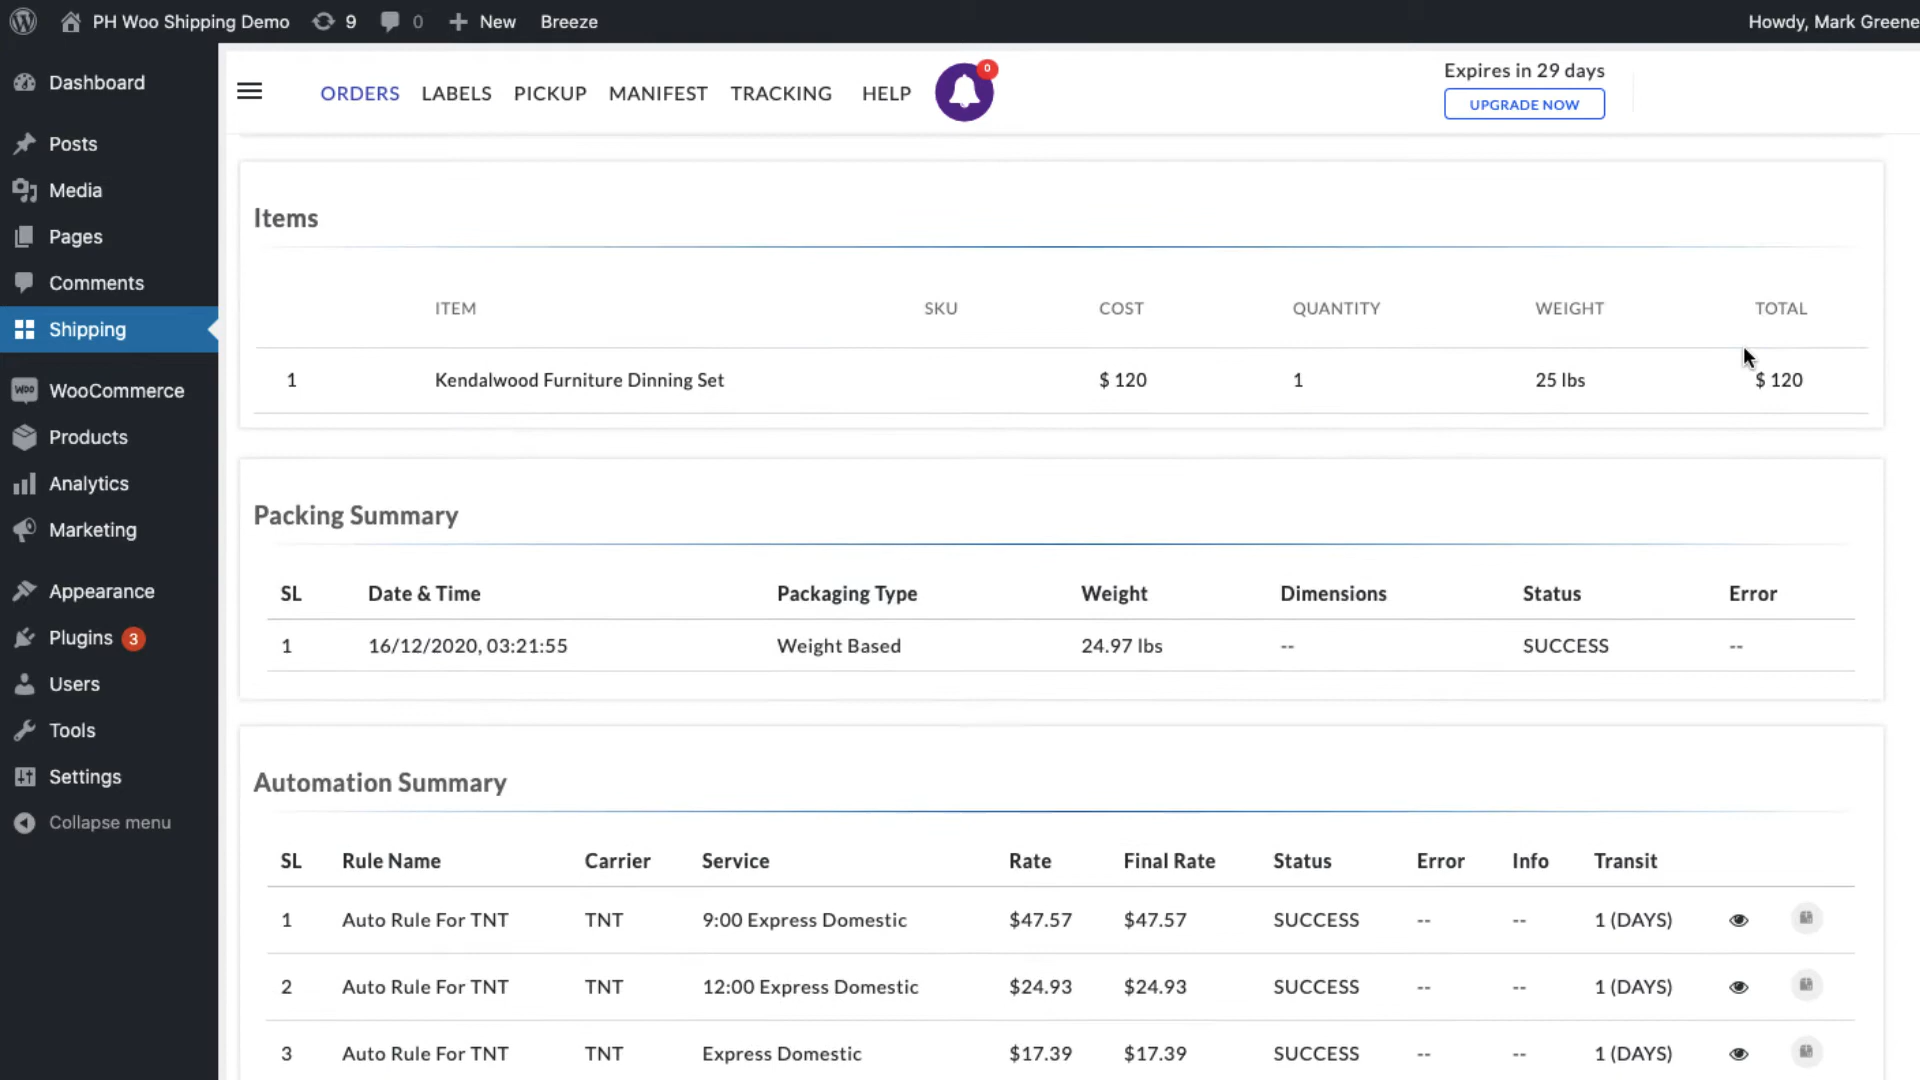 PH Woo Shipping Demo 9 0 New Breeze Howdy, Mark Greene
Dashboard
Posts
Media
Pages
Comments
Shipping
WOO WooCommerce
Products
Analytics
Marketing
Appearance
Plugins 3
Users
Tools
Settings
Collapse menu
ORDERS LABELS PICKUP MANIFEST TRACKING HELP 0
Expires in 29 days
UPGRADE NOW
Items
ITEM SKU COST QUANTITY WEIGHT TOTAL
1 Kendalwood Furniture Dinning Set $ 120 1 25 lbs $ 120
Packing Summary
SL Date & Time Packaging Type Weight Dimensions Status Error
1 16/12/2020, 03:21:55 Weight Based 24.97 lbs -- SUCCESS --
Automation Summary
SL Rule Name Carrier Service Rate Final Rate Status Error Info Transit
1 Auto Rule For TNT TNT 9:00 Express Domestic $47.57 $47.57 SUCCESS -- -- 1 (DAYS)
2 Auto Rule For TNT TNT 12:00 Express Domestic $24.93 $24.93 SUCCESS -- -- 1 (DAYS)
3 Auto Rule For TNT TNT Express Domestic $17.39 $17.39 SUCCESS -- -- 1 (DAYS)